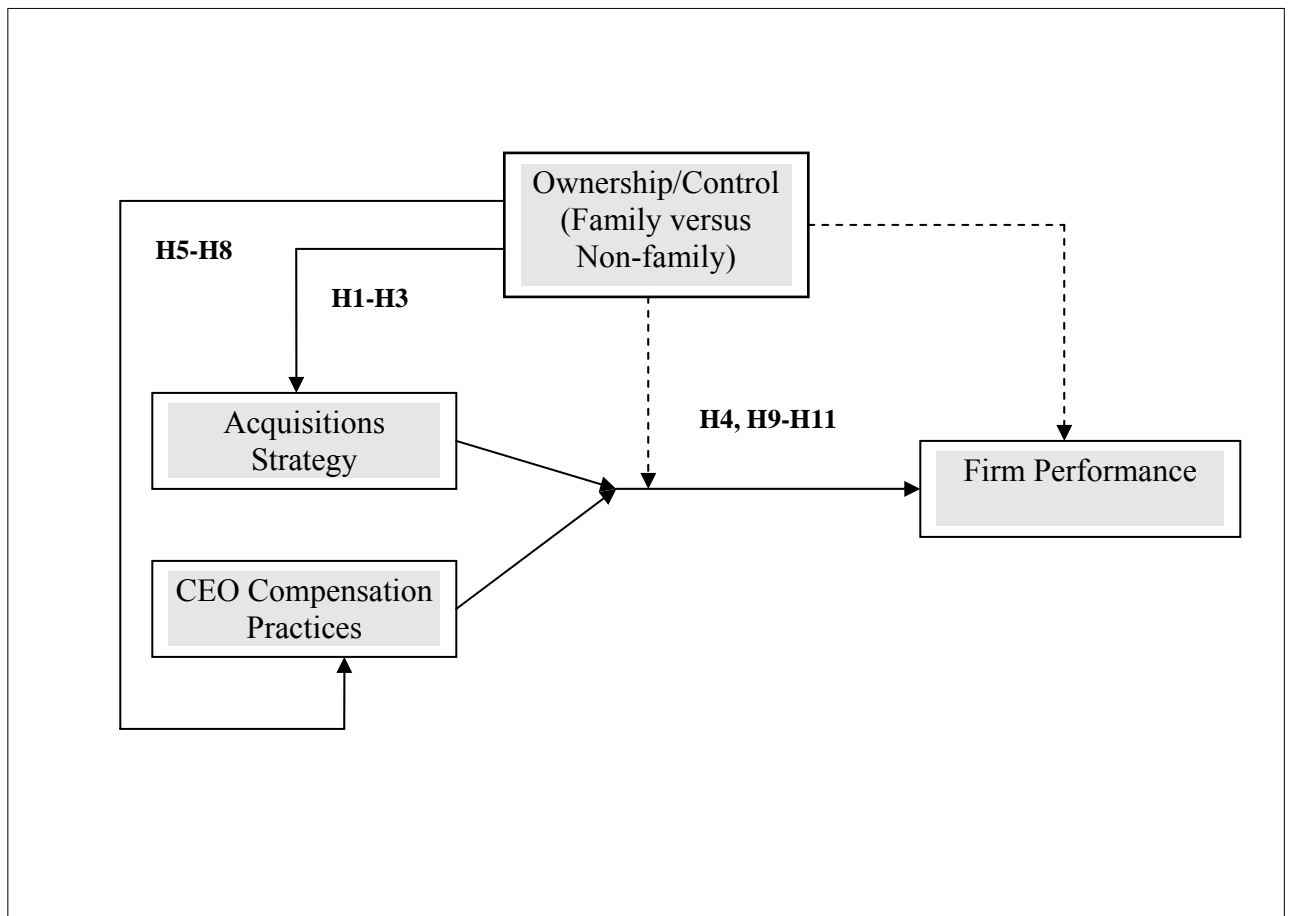 Ownership/Control
(Family versus
Non-family)
H5-H8
H1-H3
Acquisitions
Strategy
H4, H9-H11
Firm Performance
CEO Compensation
Practices